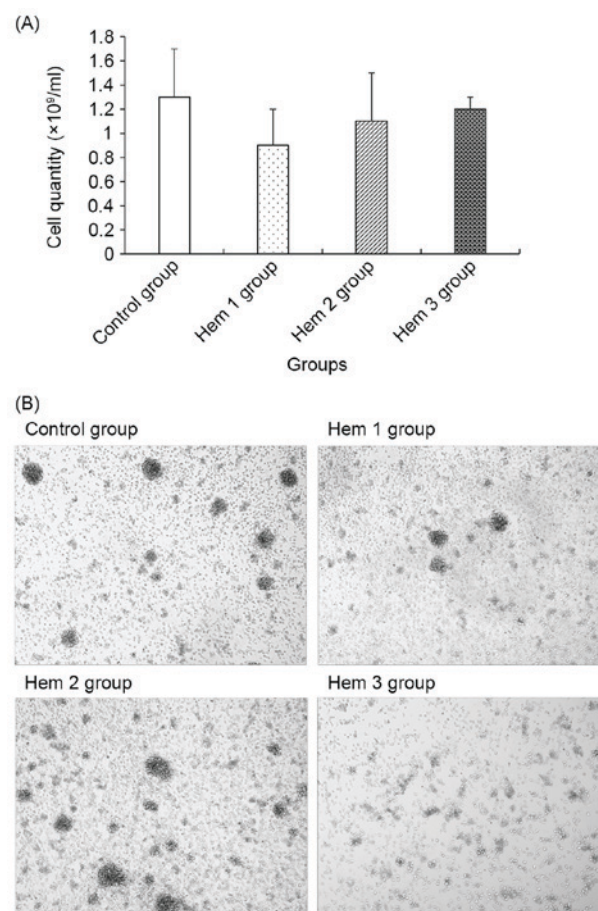 (A)
Cell quantity (×10⁹/ml)
1.8
1.6
1.4
1.2
1
0.8
0.6
0.4
0.2
0
Control group
Hem 1 group
Hem 2 group
Hem 3 group
Groups
(B)
Control group
Hem 1 group
Hem 2 group
Hem 3 group